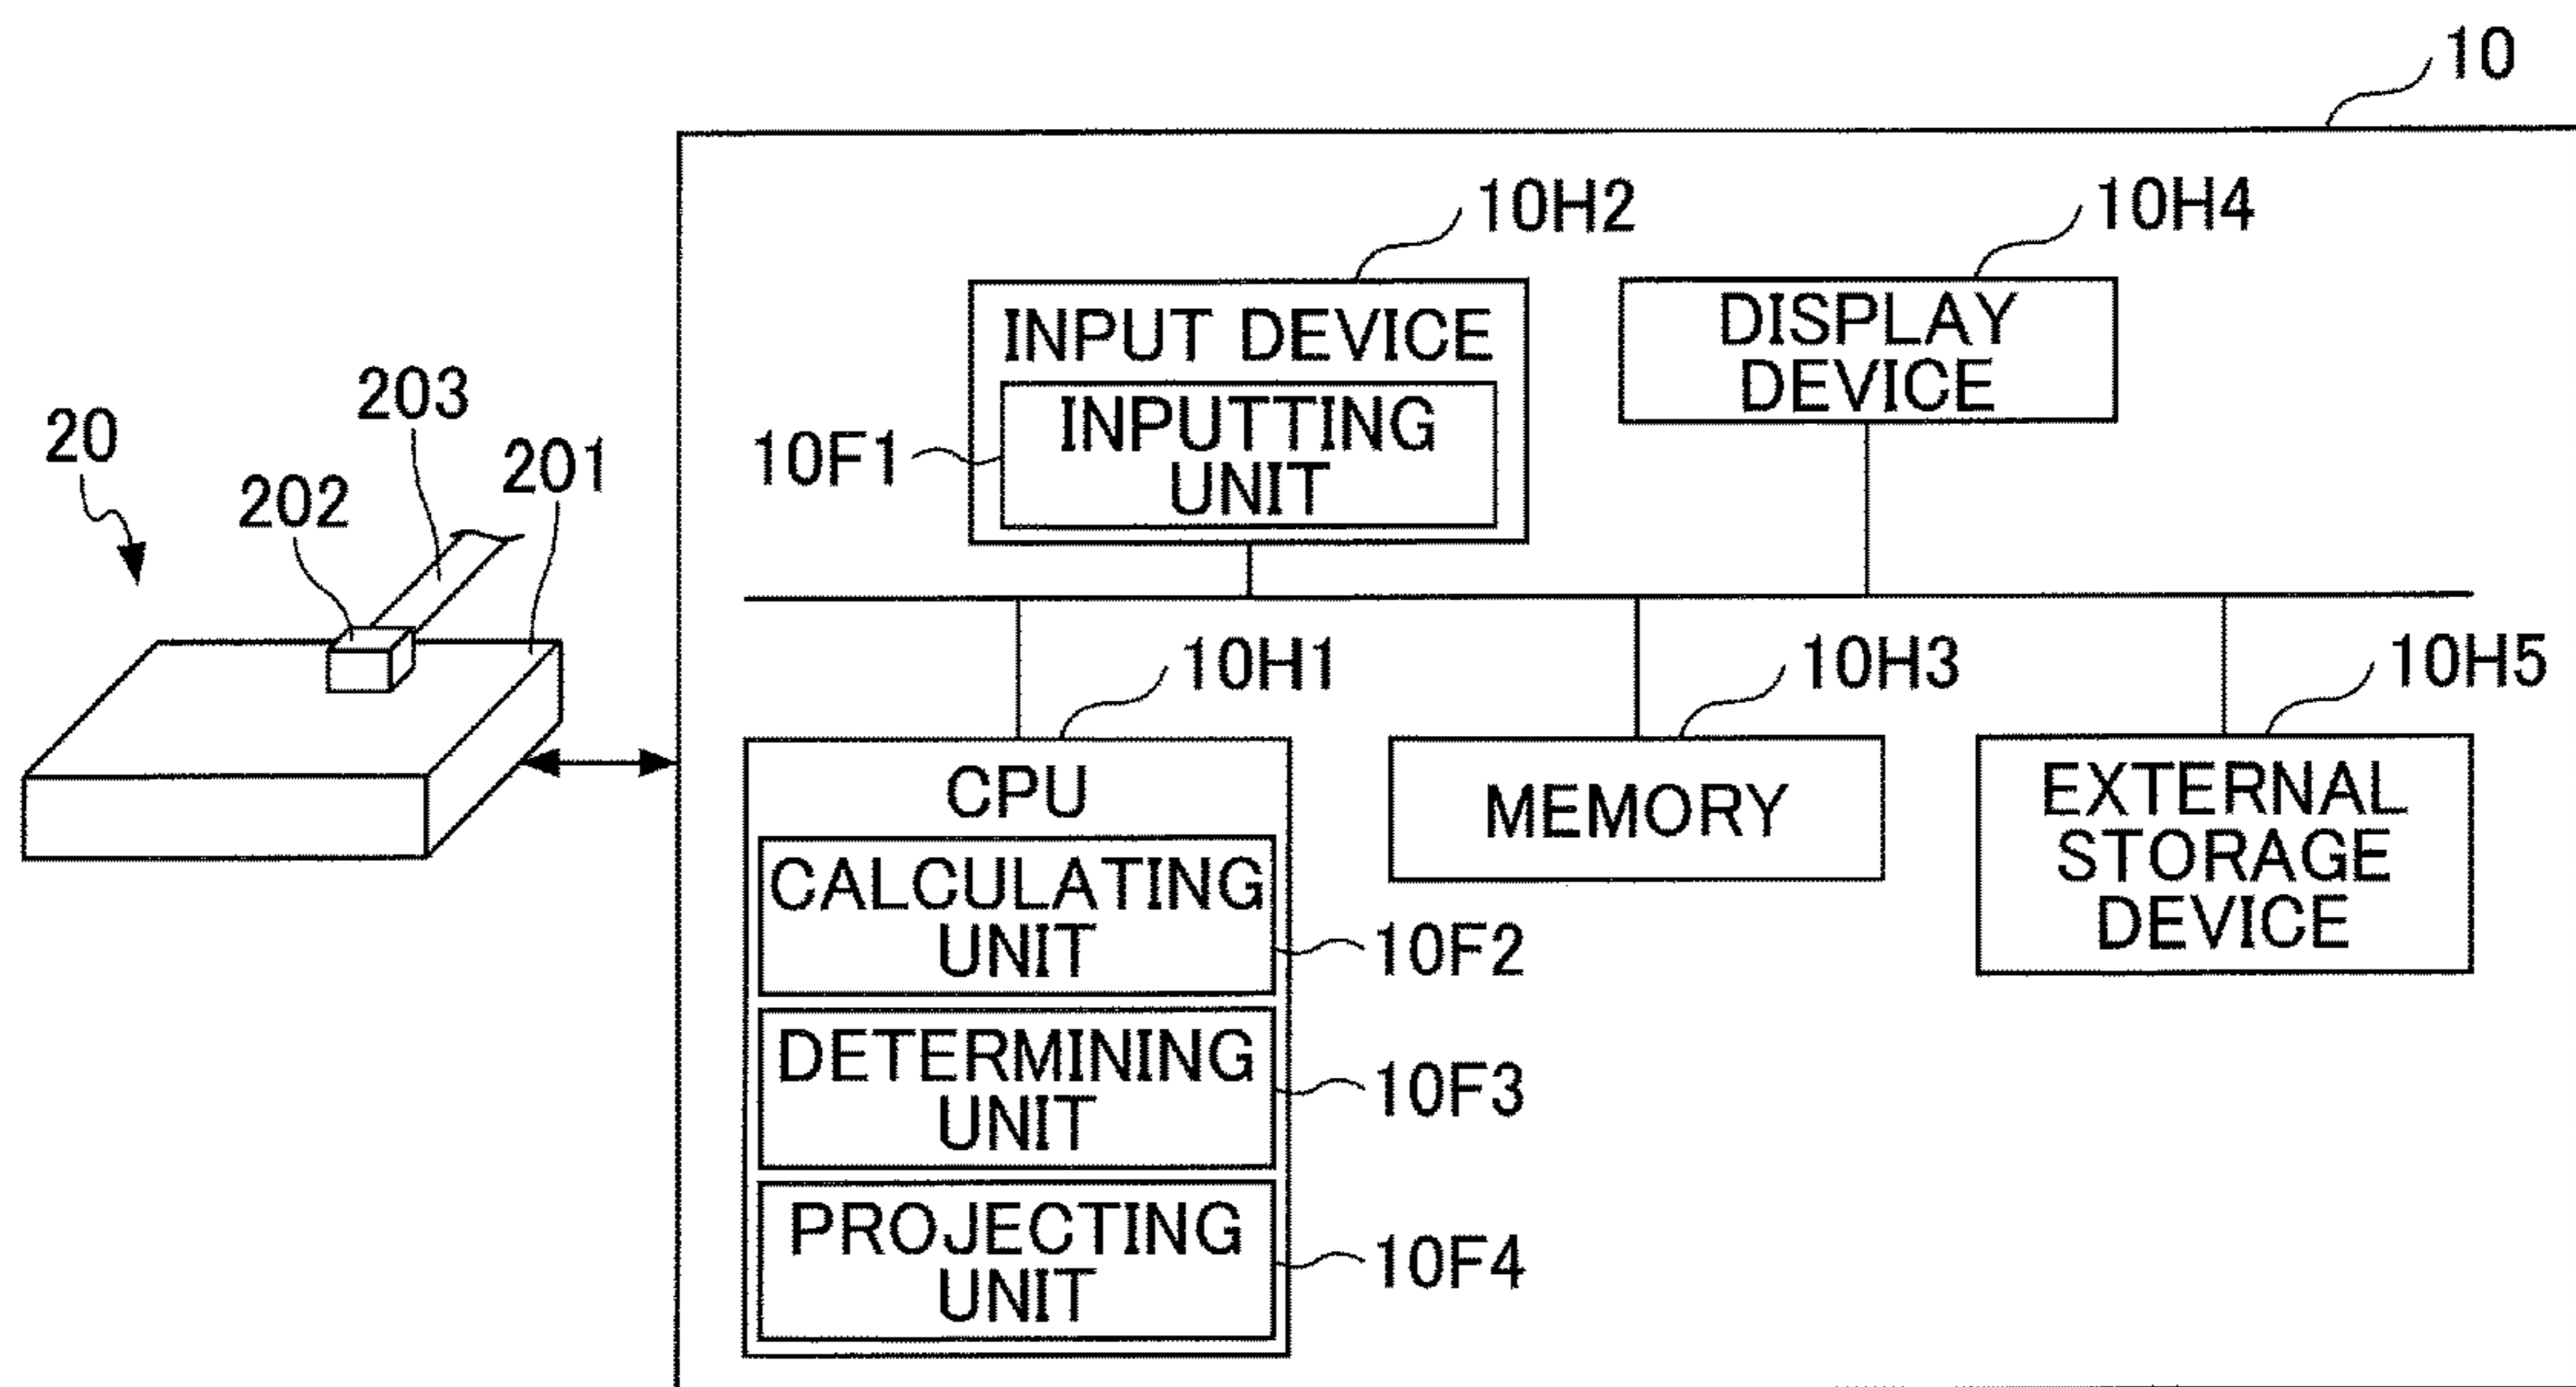 10
10H2
10H4
INPUT DEVICE
DISPLAY
DEVICE
INPUTTING
UNIT
10F1
203
20
201
202
10H1
10H3
10H5
CPU
CALCULATING
UNIT
10F2
DETERMINING
UNIT
10F3
PROJECTING
UNIT
10F4
MEMORY
EXTERNAL
STORAGE
DEVICE